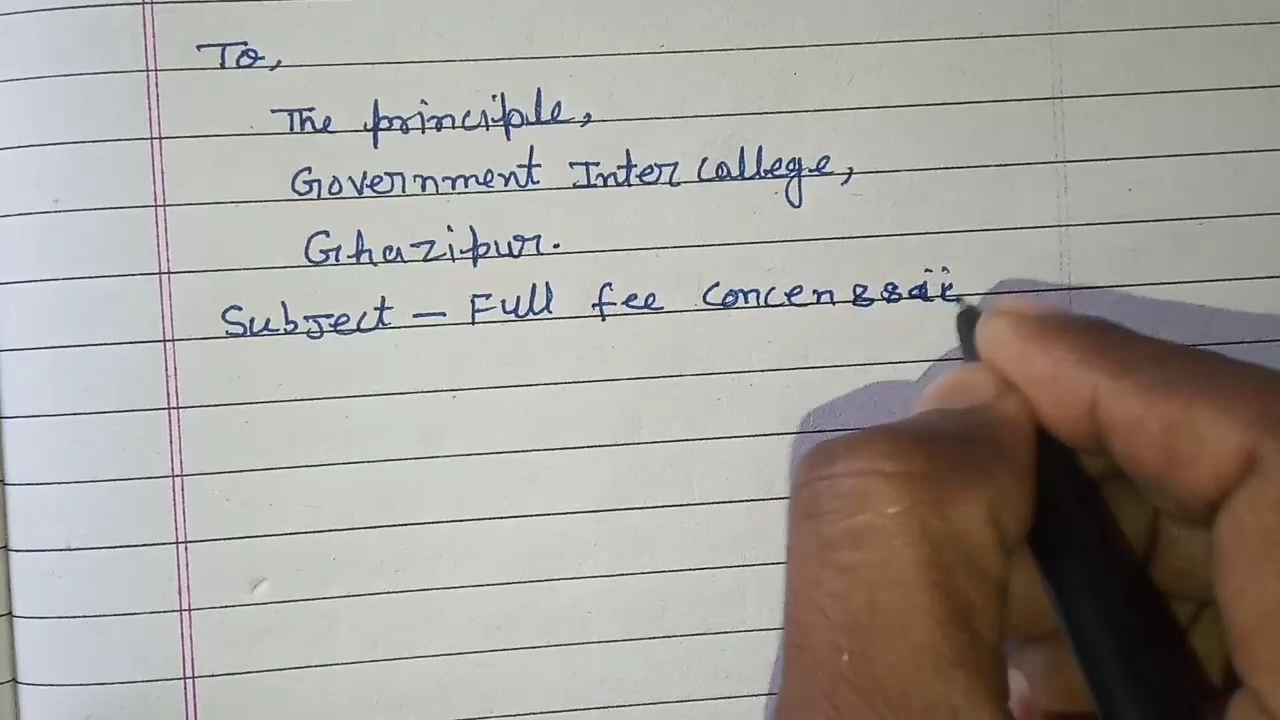 To,
The principle,
Government Inter College,
Ghazipur.
Subject - Full fee